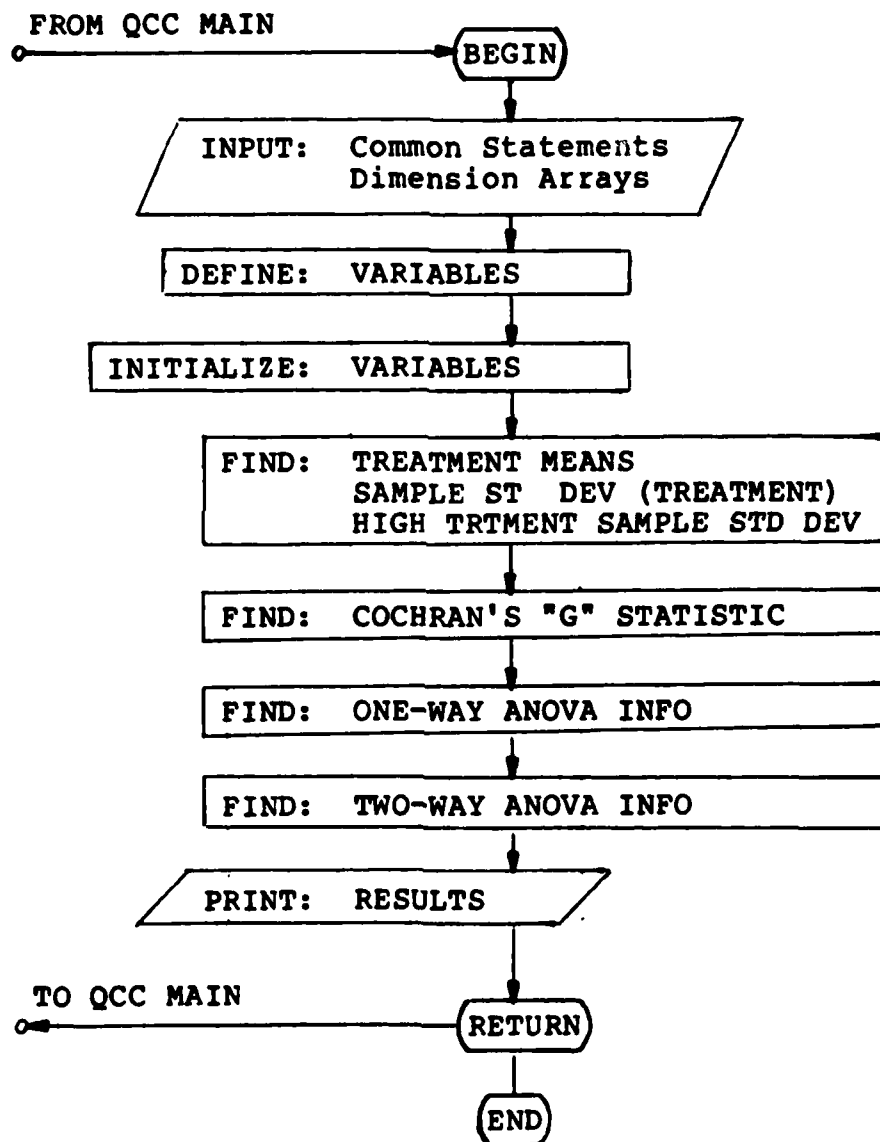 FROM QCC MAIN
BEGIN
INPUT: Common Statements
Dimension Arrays
DEFINE: VARIABLES
INITIALIZE: VARIABLES
FIND: TREATMENT MEANS
SAMPLE ST DEV (TREATMENT)
HIGH TRTMENT SAMPLE STD DEV
FIND: COCHRAN'S "G" STATISTIC
FIND: ONE-WAY ANOVA INFO
FIND: TWO-WAY ANOVA INFO
PRINT: RESULTS
TO QCC MAIN
RETURN
END